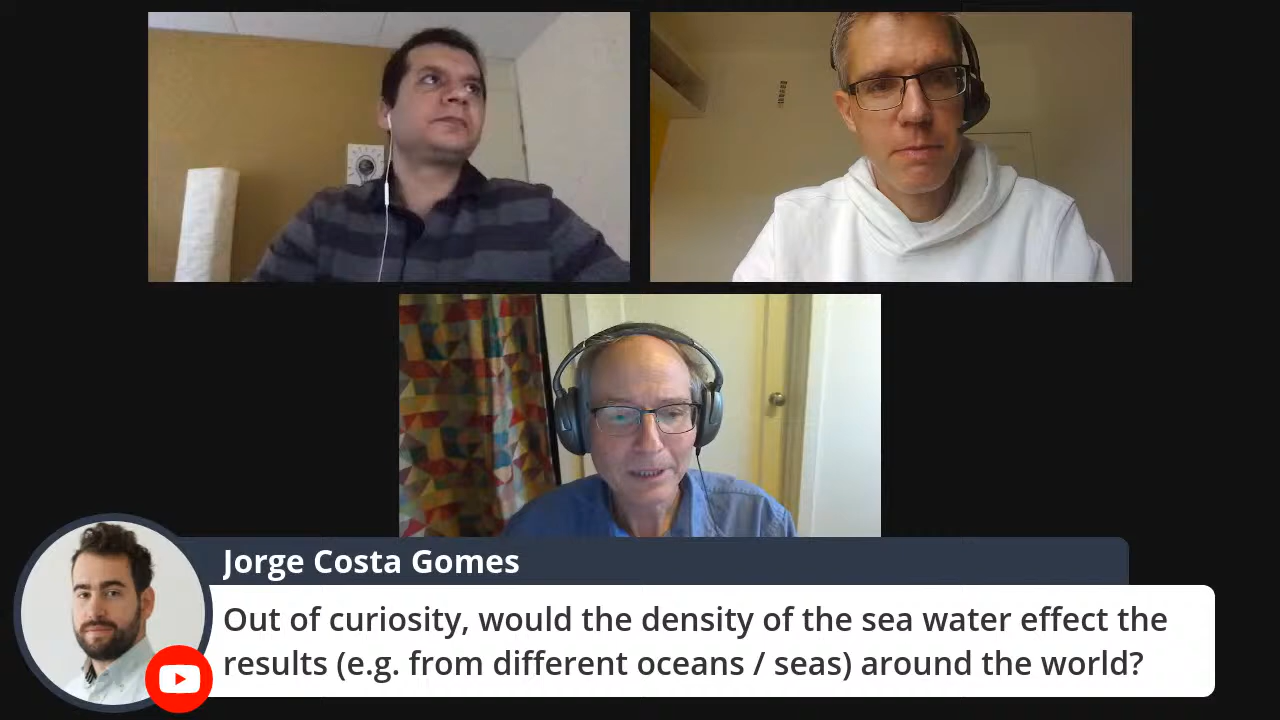 Jorge Costa Gomes
Out of curiosity, would the density of the sea water effect the
results (e.g. from different oceans / seas) around the world?